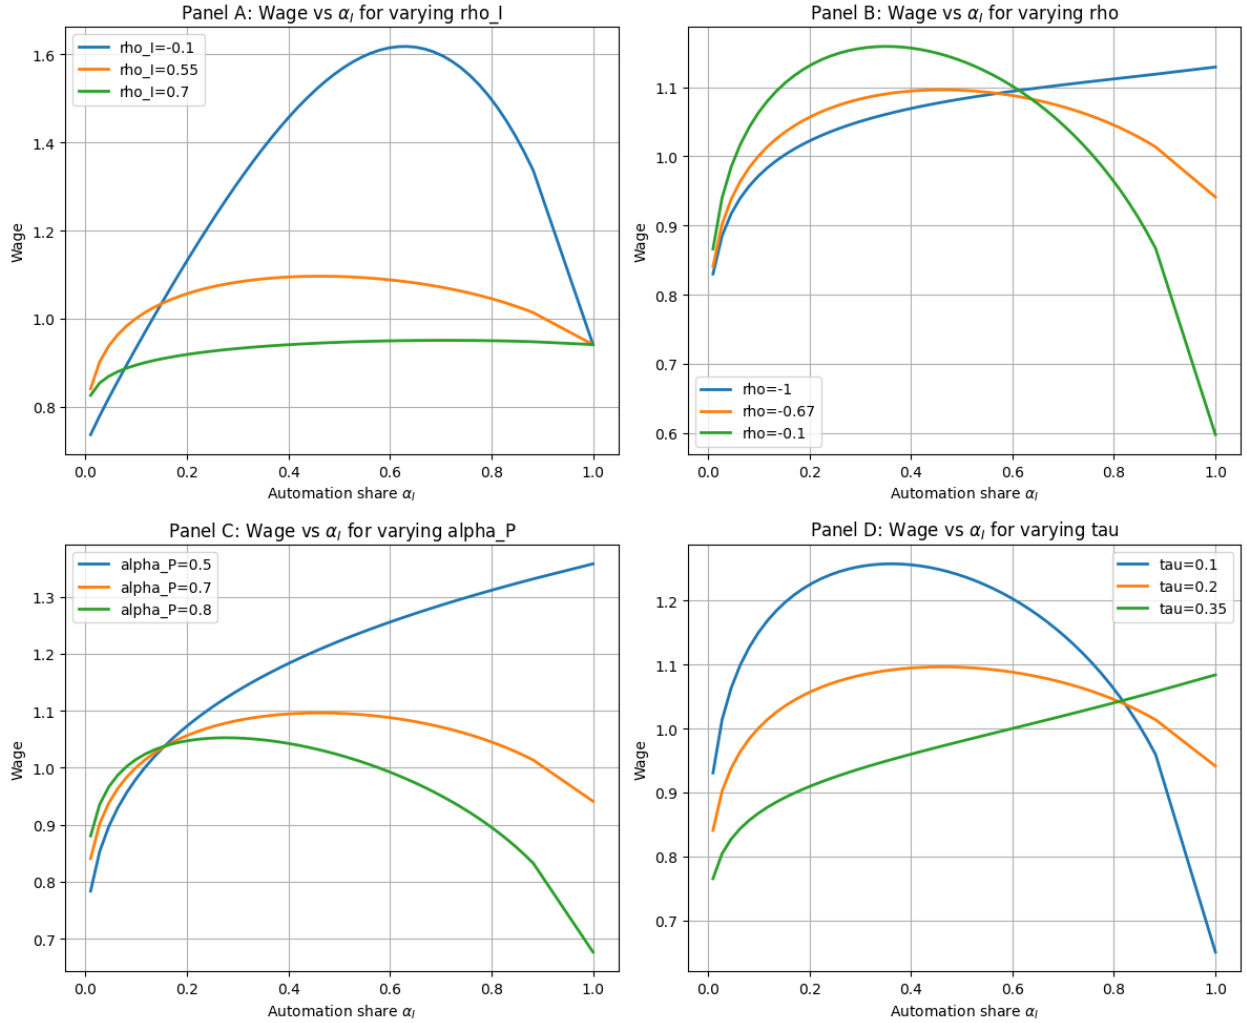 Panel A: Wage vs α_I for varying rho_I
rho_I=-0.1
rho_I=0.55
rho_I=0.7
1.6
1.4
1.2
1.0
0.8
Wage
0.0 0.2 0.4 0.6 0.8 1.0
Automation share α_I
Panel B: Wage vs α_I for varying rho
1.1
1.0
0.9
0.8
0.7
0.6
Wage
rho=-1
rho=-0.67
rho=-0.1
0.0 0.2 0.4 0.6 0.8 1.0
Automation share α_I
Panel C: Wage vs α_I for varying alpha_P
alpha_P=0.5
alpha_P=0.7
alpha_P=0.8
1.3
1.2
1.1
1.0
0.9
0.8
0.7
Wage
0.0 0.2 0.4 0.6 0.8 1.0
Automation share α_I
Panel D: Wage vs α_I for varying tau
tau=0.1
tau=0.2
tau=0.35
1.2
1.1
1.0
0.9
0.8
0.7
Wage
0.0 0.2 0.4 0.6 0.8 1.0
Automation share α_I